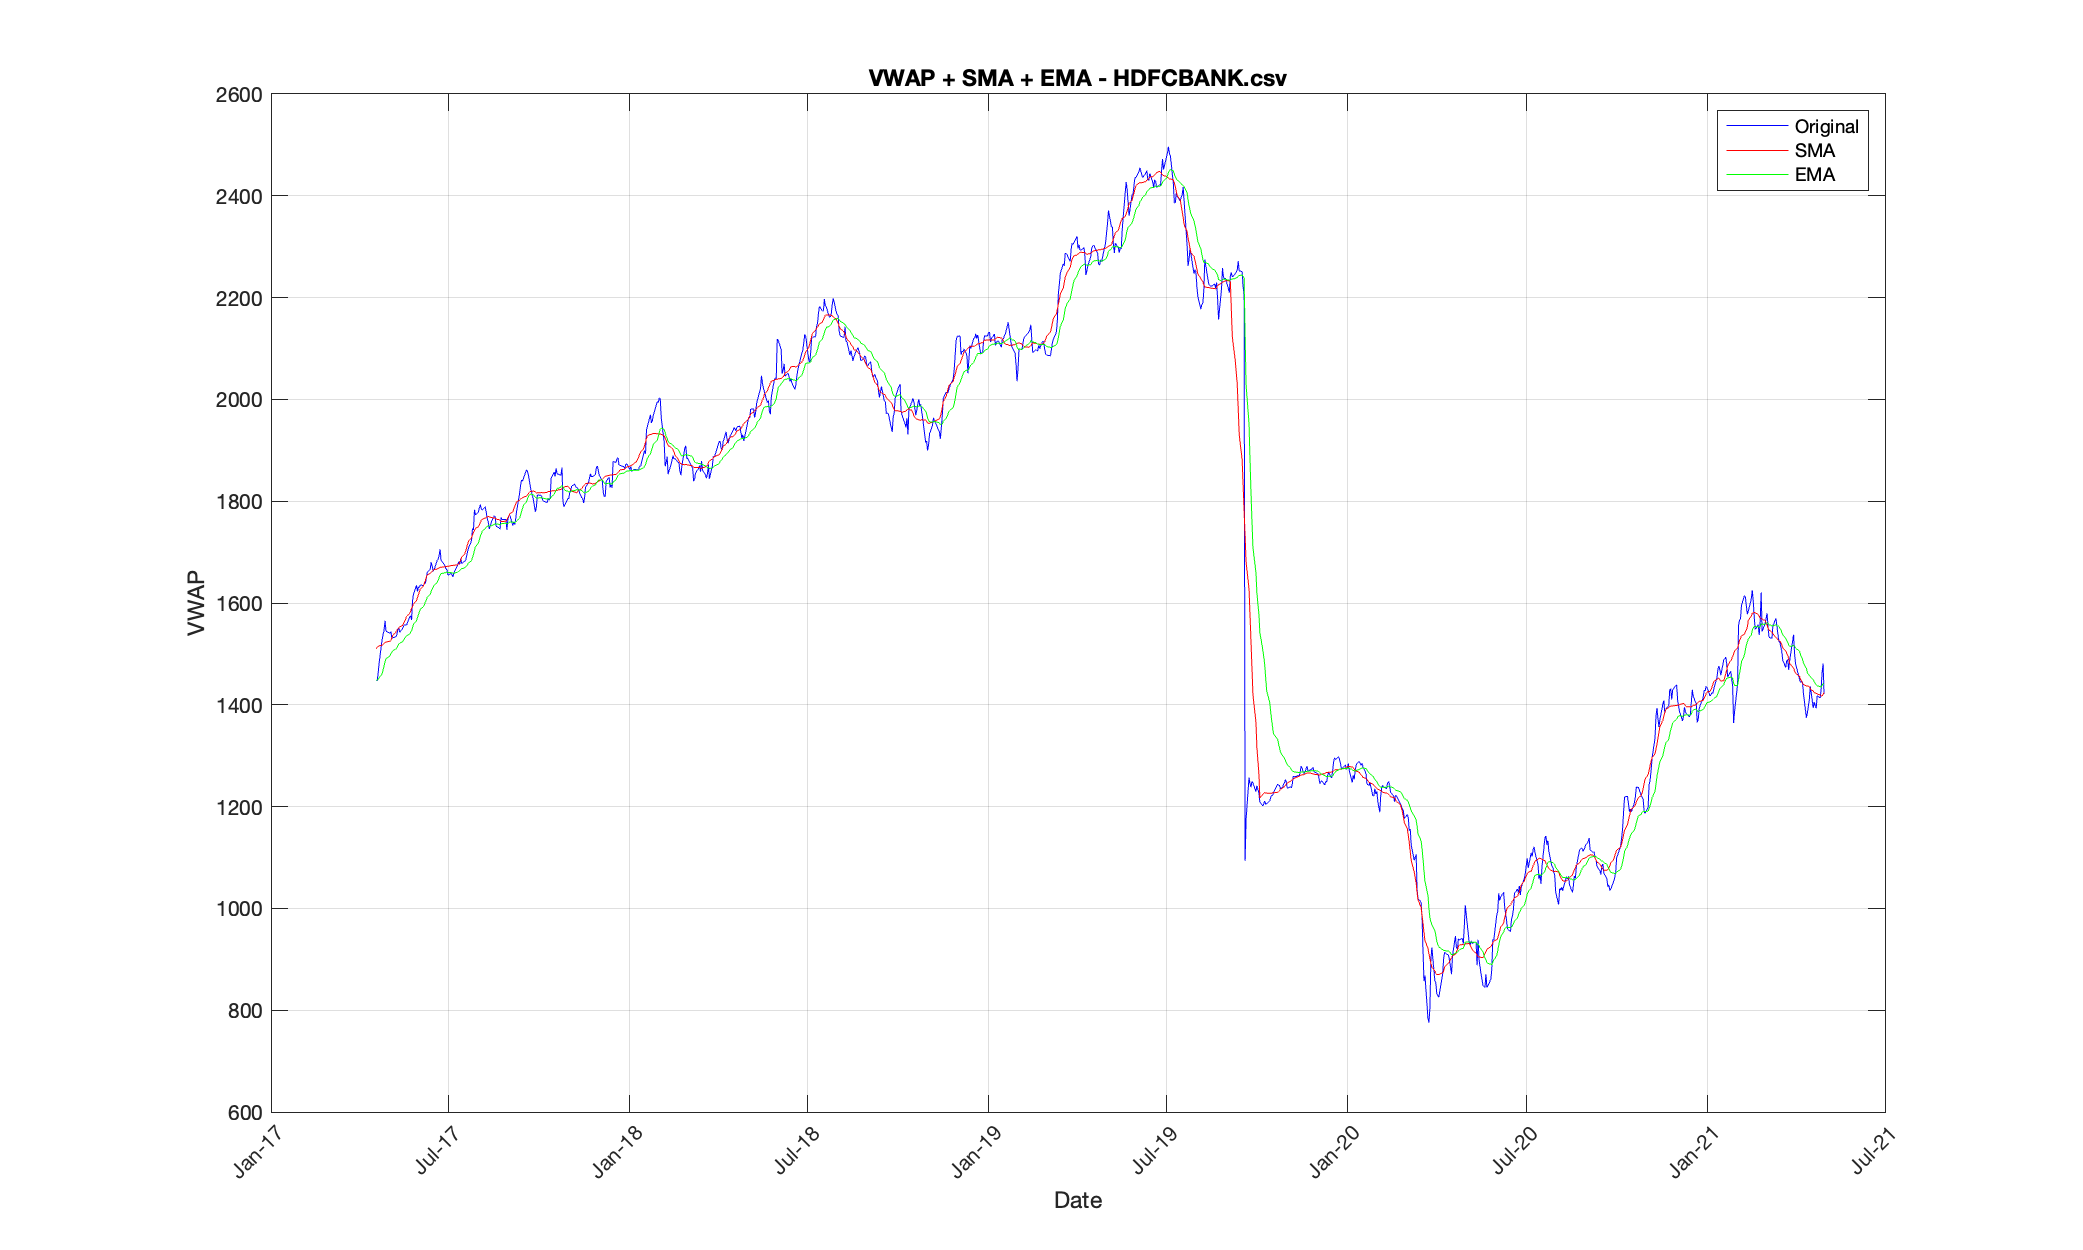 VWAP + SMA + EMA - HDFCBANK.csv
Original
SMA
EMA
2600
2400
2200
2000
1800
1600
1400
1200
1000
800
600
VWAP
Jan-17
Jul-17
Jan-18
Jul-18
Jan-19
Jul-19
Jan-20
Jul-20
Jan-21
Jul-21
Date